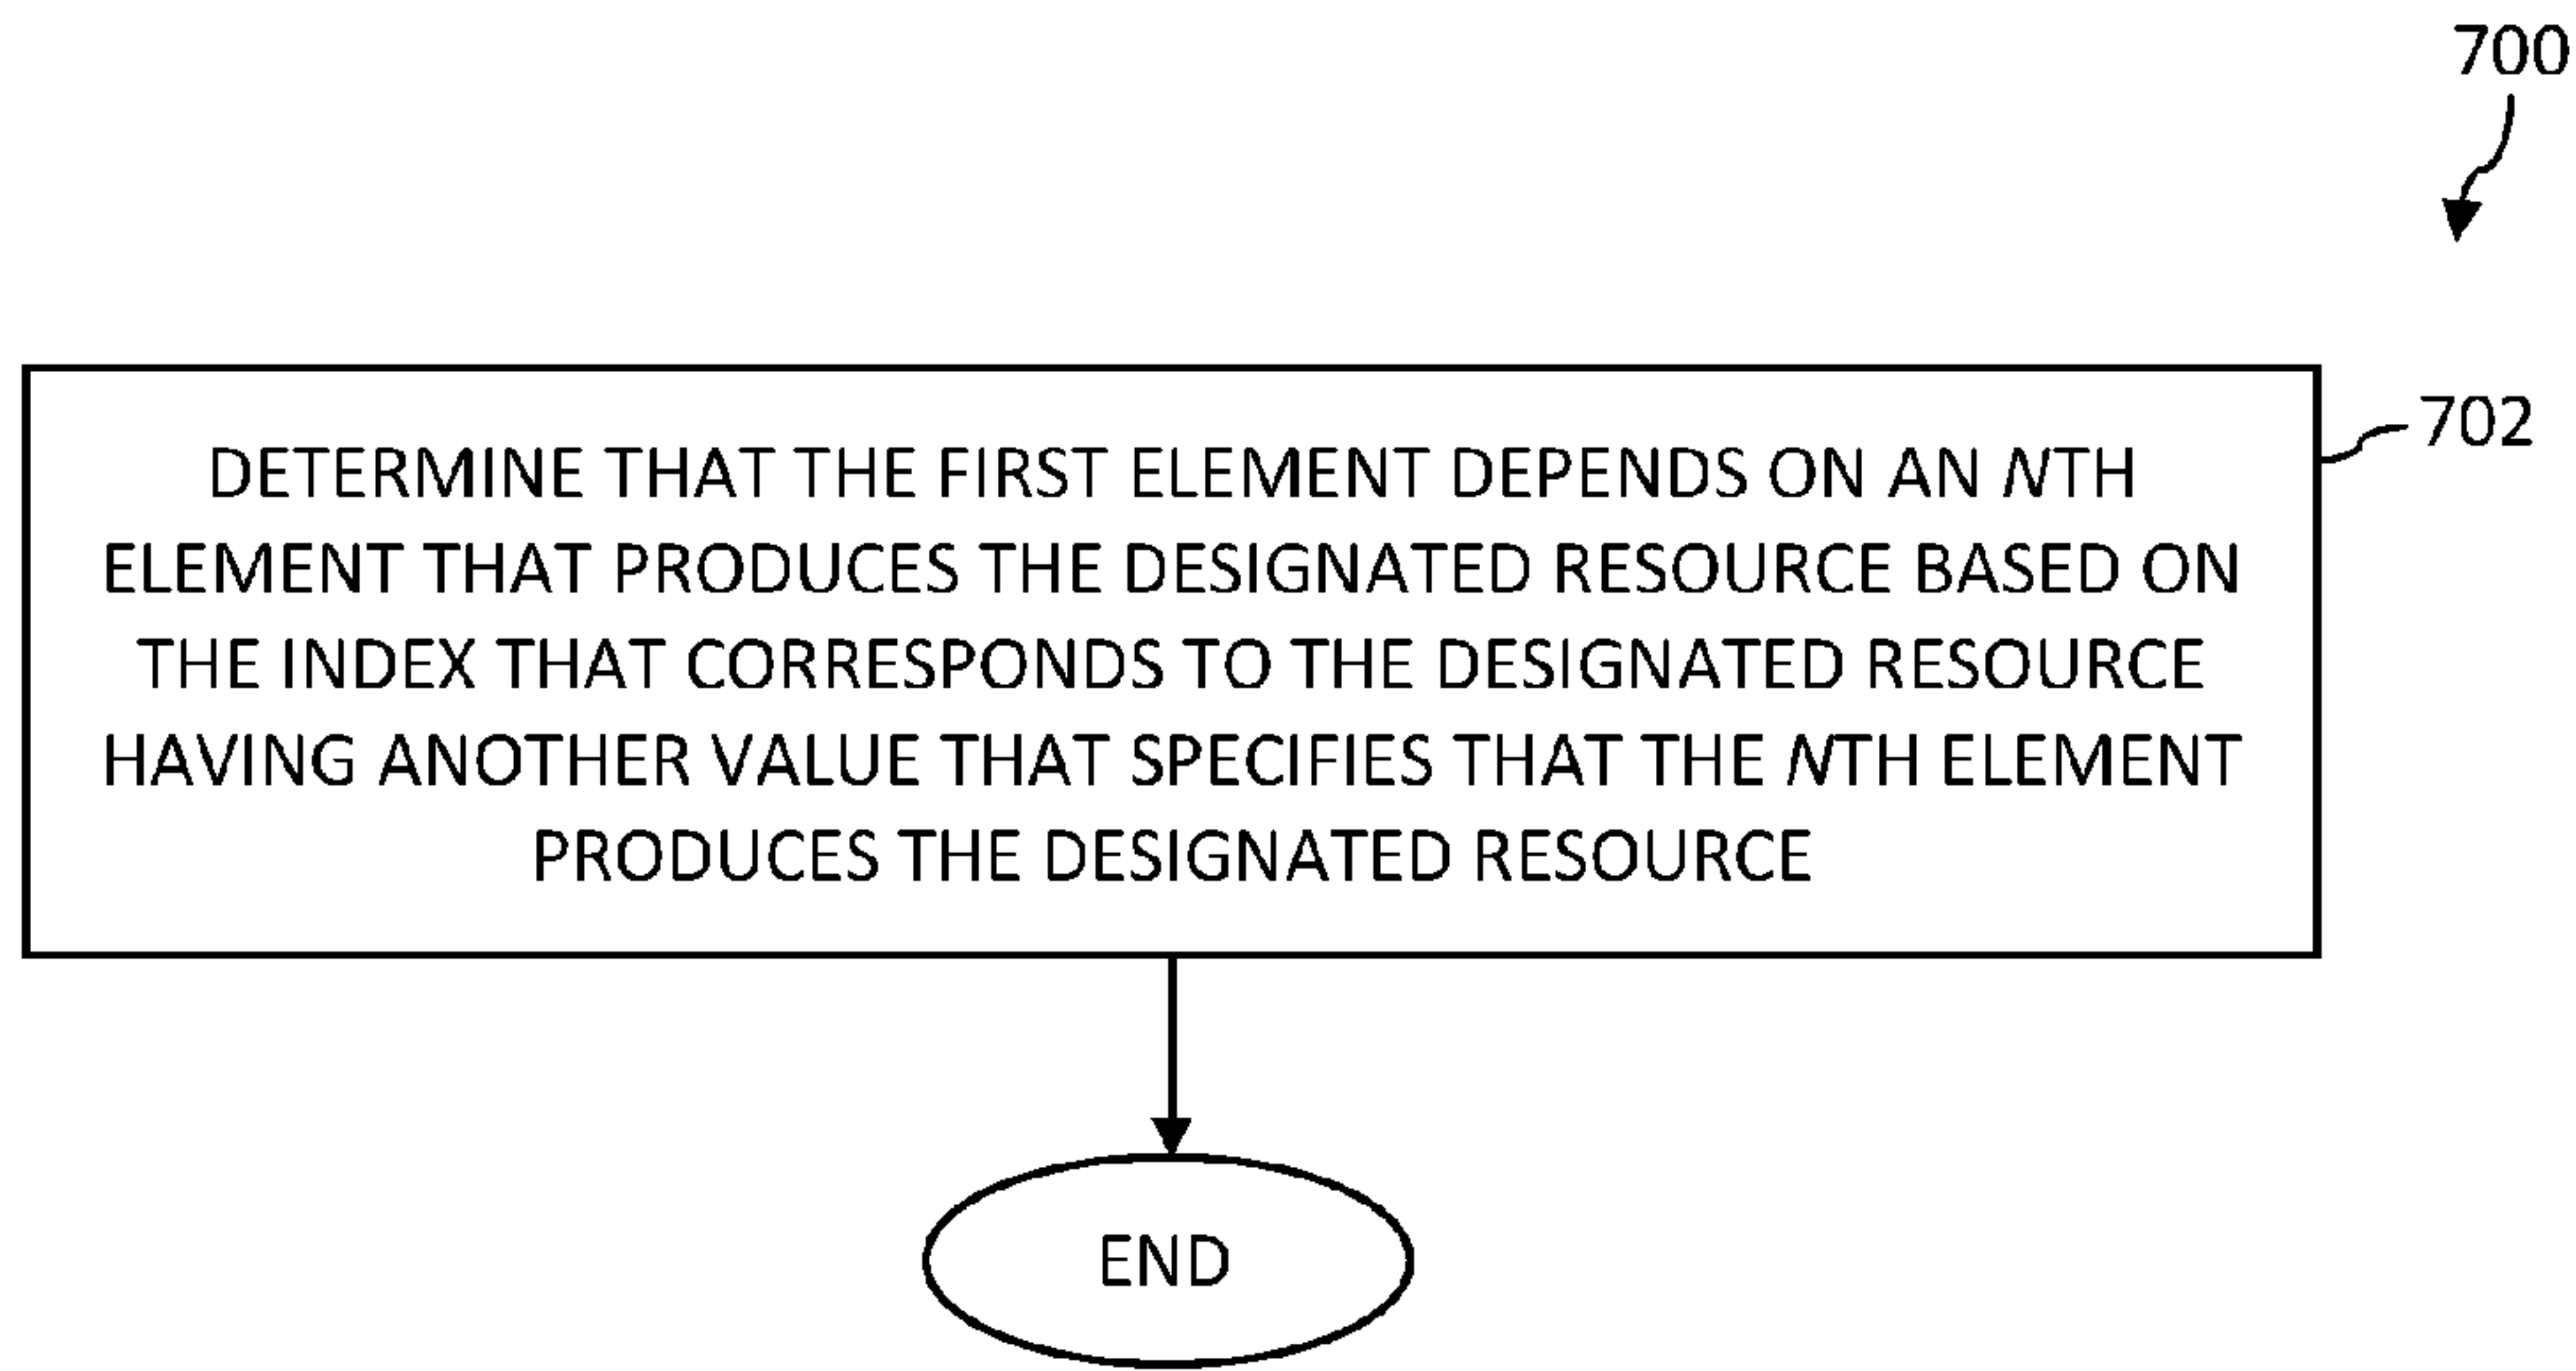 700
702
DETERMINE THAT THE FIRST ELEMENT DEPENDS ON AN NTH
ELEMENT THAT PRODUCES THE DESIGNATED RESOURCE BASED ON
THE INDEX THAT CORRESPONDS TO THE DESIGNATED RESOURCE
HAVING ANOTHER VALUE THAT SPECIFIES THAT THE NTH ELEMENT
PRODUCES THE DESIGNATED RESOURCE
END